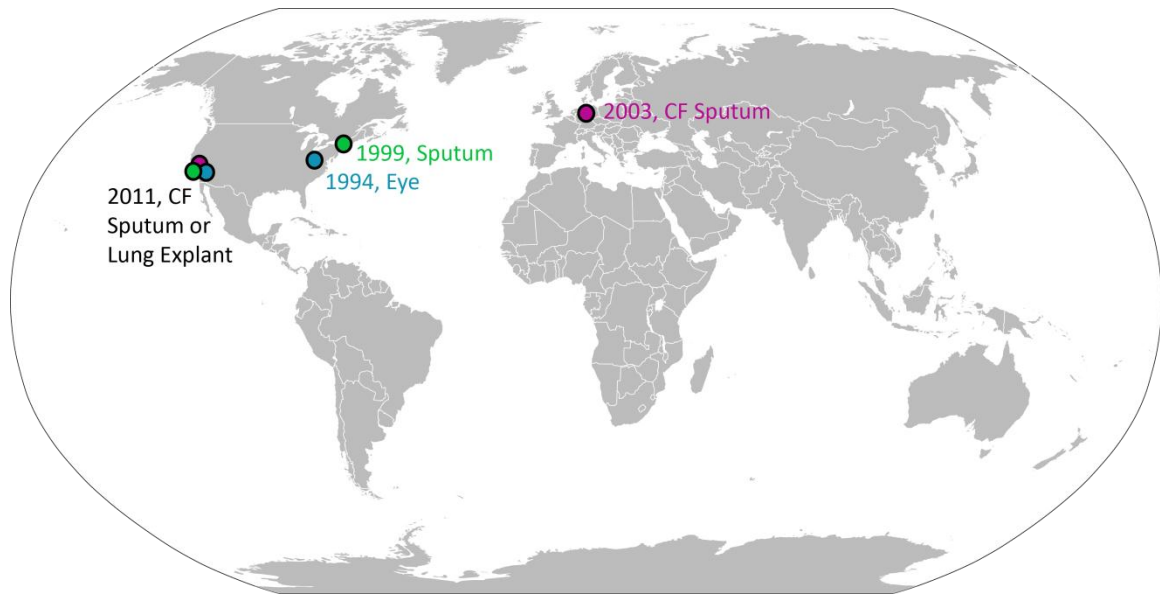 2003, CF Sputum
1999, Sputum
1994, Eye
2011, CF
Sputum or
Lung Explant